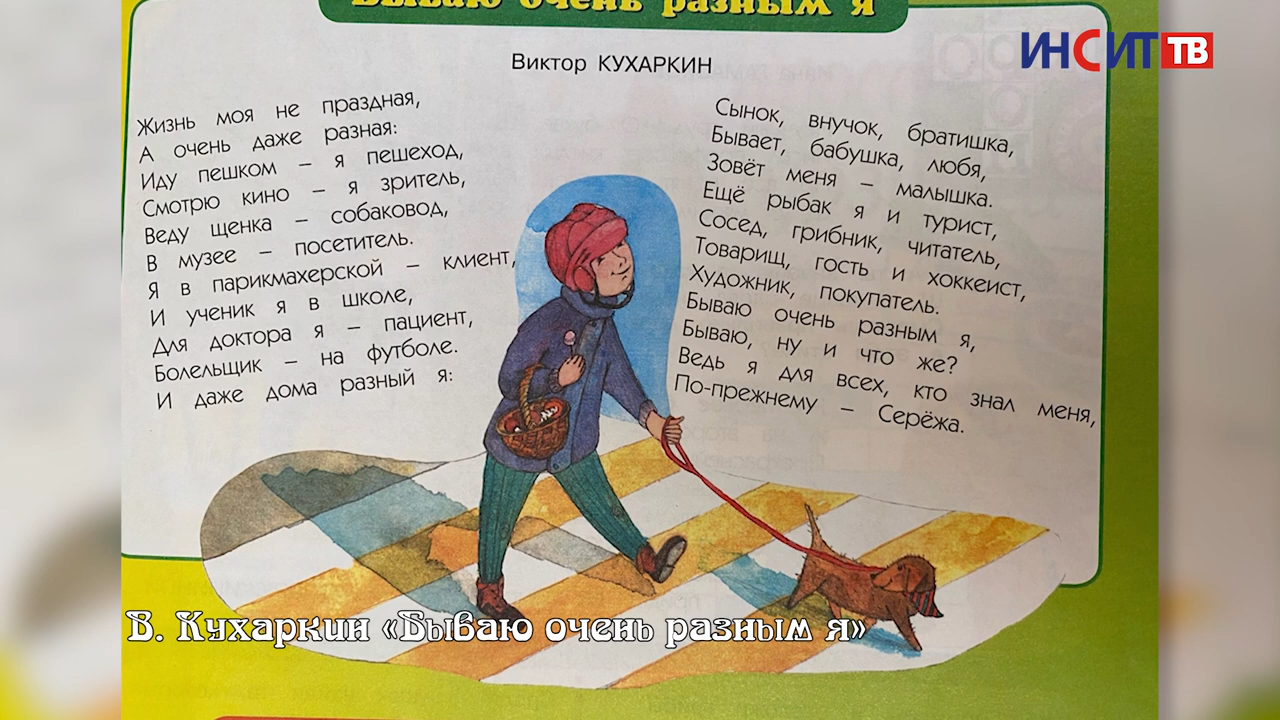 Бываю очень разным я
ИНСИТ ТВ
Виктор КУХАРКИН
Жизнь моя не праздная,
А очень даже разная:
Иду пешком – я пешеход,
Смотрю кино – я зритель,
Веду щенка – собаковод,
В музее – посетитель.
Я в парикмахерской – клиент,
И ученик я в школе,
Для доктора я – пациент,
Болельщик – на футболе.
И даже дома разный я:
Сынок, внучок, братишка,
Бывает, бабушка, любя,
Зовёт меня – малышка.
Ещё рыбак я и турист,
Сосед, грибник, читатель,
Товарищ, гость и хоккеист,
Художник, покупатель.
Бываю очень разным я,
Бываю, ну и что же?
Ведь я для всех, кто знал меня,
По-прежнему – Серёжа.
В. Кухаркин «Бываю очень разным я»